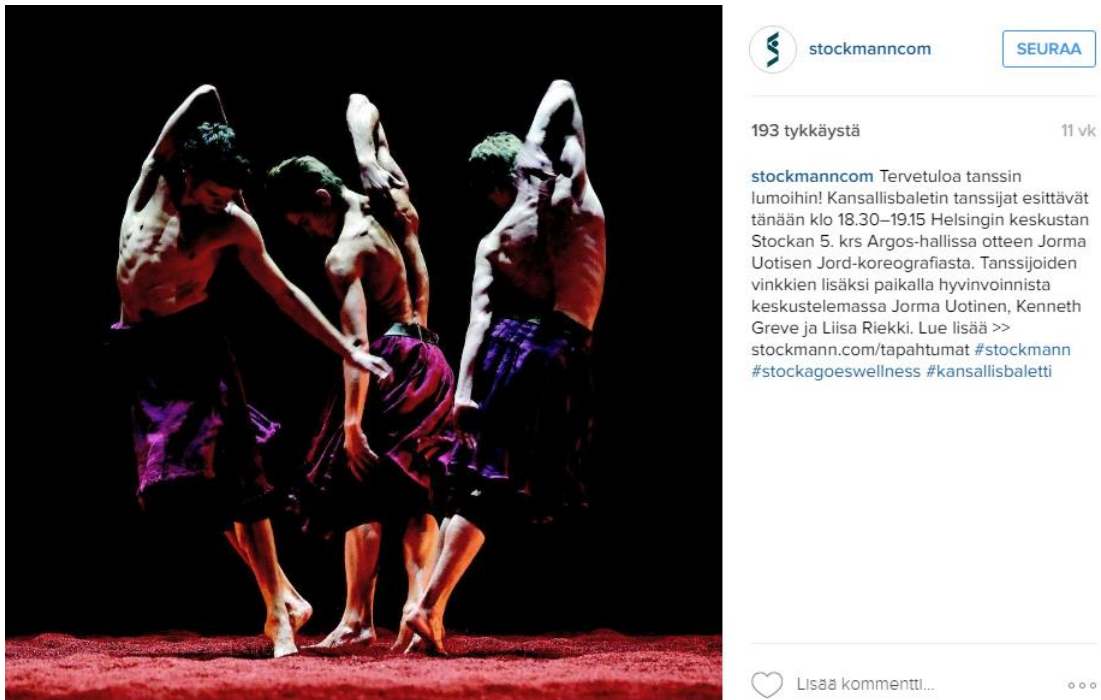 stockmanncom
SEURAA
193 tykkäystä
11 vk
stockmanncom Tervetuloa tanssin
lumoihin! Kansallisbaletin tanssijat esittävät
tänään klo 18.30–19.15 Helsingin keskustan
Stockan 5. krs Argos-hallissa otteen Jorma
Uotisen Jord-koreografiasta. Tanssijoiden
vinkkien lisäksi paikalla hyvinvoinnista
keskustelemassa Jorma Uotinen, Kenneth
Greve ja Liisa Riekki. Lue lisää >>
stockmann.com/tapahtumat #stockmann
#stockagoeswellness #kansallisbaletti
Lisää kommentti...